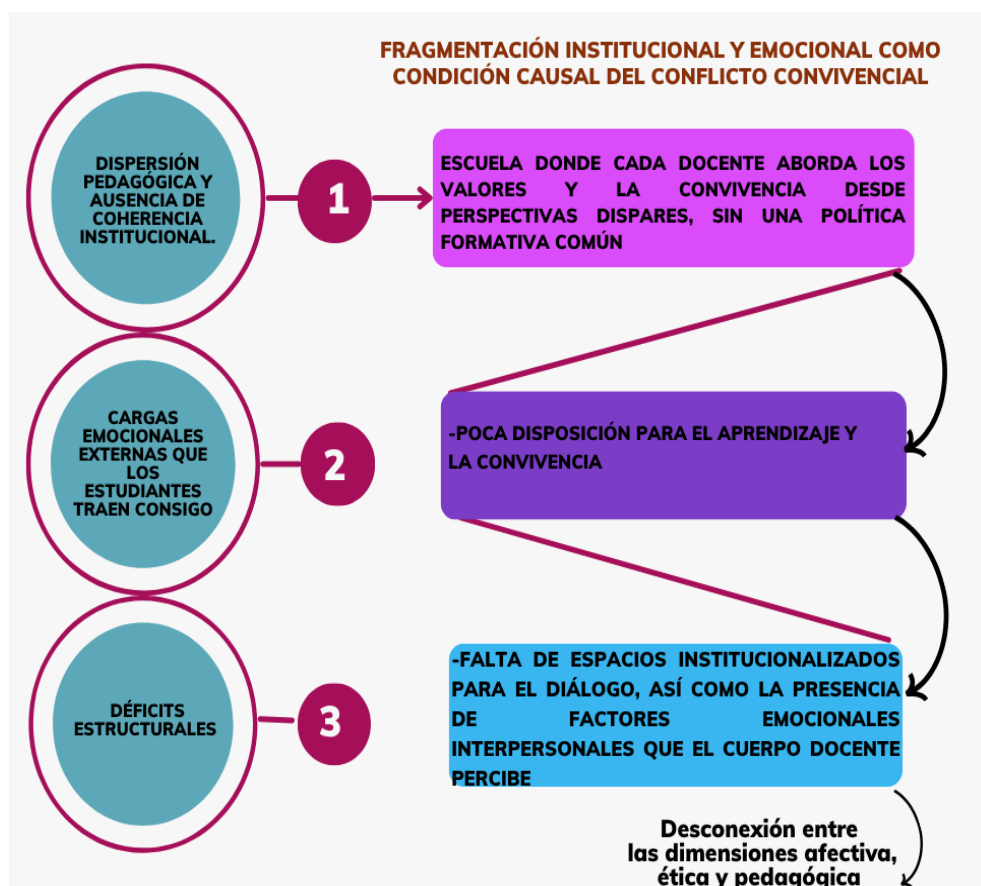 FRAGMENTACIÓN INSTITUCIONAL Y EMOCIONAL COMO
CONDICIÓN CAUSAL DEL CONFLICTO CONVIVENCIAL
DISPERSIÓN
PEDAGÓGICA Y
AUSENCIA DE
COHERENCIA
INSTITUCIONAL.
1
ESCUELA DONDE CADA DOCENTE ABORDA LOS
VALORES Y LA CONVIVENCIA DESDE
PERSPECTIVAS DISPARES, SIN UNA POLÍTICA
FORMATIVA COMÚN
CARGAS
EMOCIONALES
EXTERNAS QUE
LOS
ESTUDIANTES
TRAEN CONSIGO
2
-POCA DISPOSICIÓN PARA EL APRENDIZAJE Y
LA CONVIVENCIA
DÉFICITS
ESTRUCTURALES
3
-FALTA DE ESPACIOS INSTITUCIONALIZADOS
PARA EL DIÁLOGO, ASÍ COMO LA PRESENCIA
DE FACTORES EMOCIONALES
INTERPERSONALES QUE EL CUERPO DOCENTE
PERCIBE
Desconexión entre
las dimensiones afectiva,
ética y pedagógica